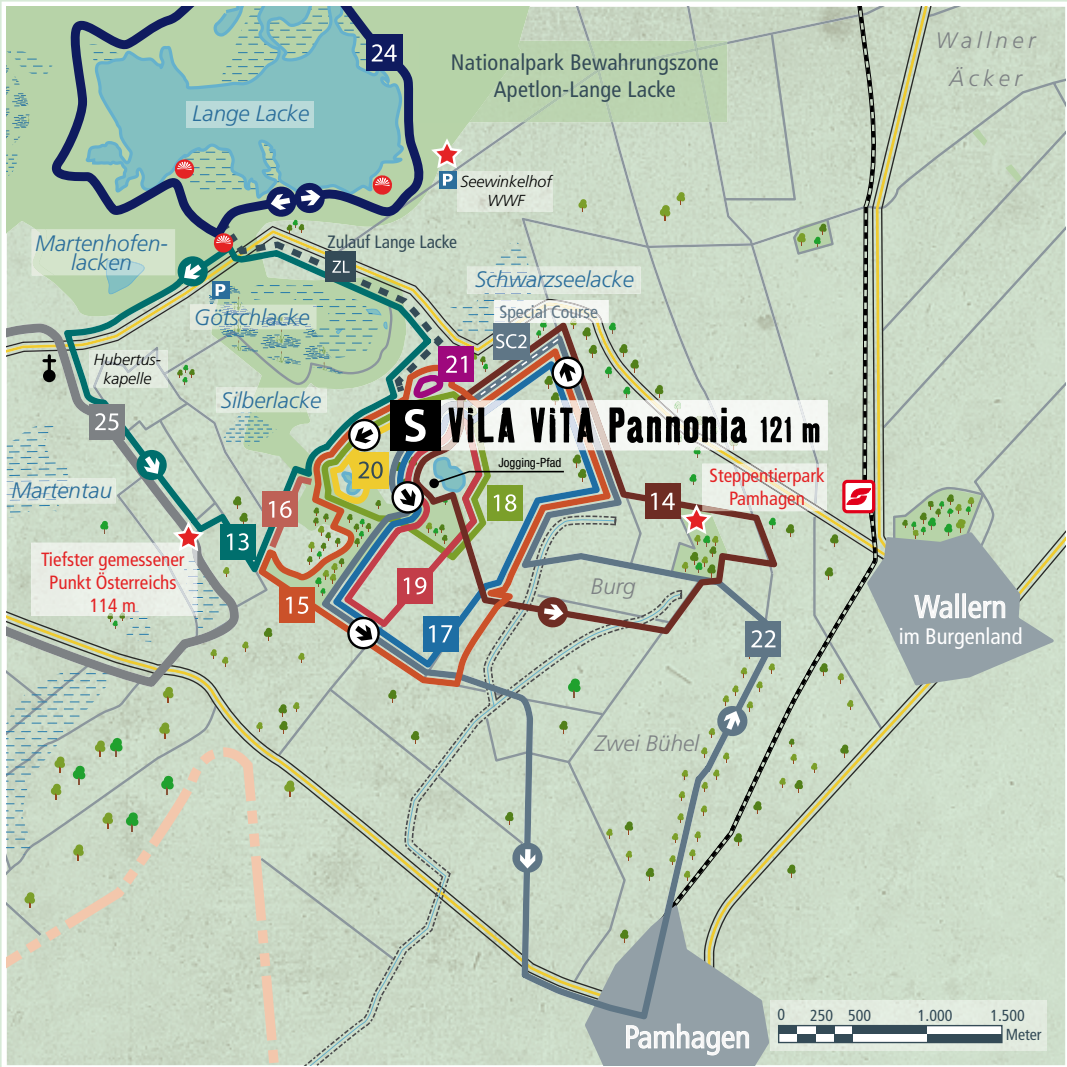 24
Nationalpark Bewahrungszone
Apetlon-Lange Lacke
Wallner
Äcker
Lange Lacke
P
Seewinkelhof
WWF
Martenhofen-
lacken
Zulauf Lange Lacke
ZL
P
Schwarzseelacke
Götschlacke
Special Course
SC2
Hubertus-
kapelle
21
Silberlacke
25
S ViLA ViTA Pannonia 121 m
20
Jogging-Pfad
Martentau
Steppentierpark
Pamhagen
16
18
14
13
Tiefster gemessener
Punkt Österreichs
114 m
19
Burg
15
17
22
Wallern
im Burgenland
Zwei Bühel
Pamhagen
0 250 500 1.000 1.500
Meter